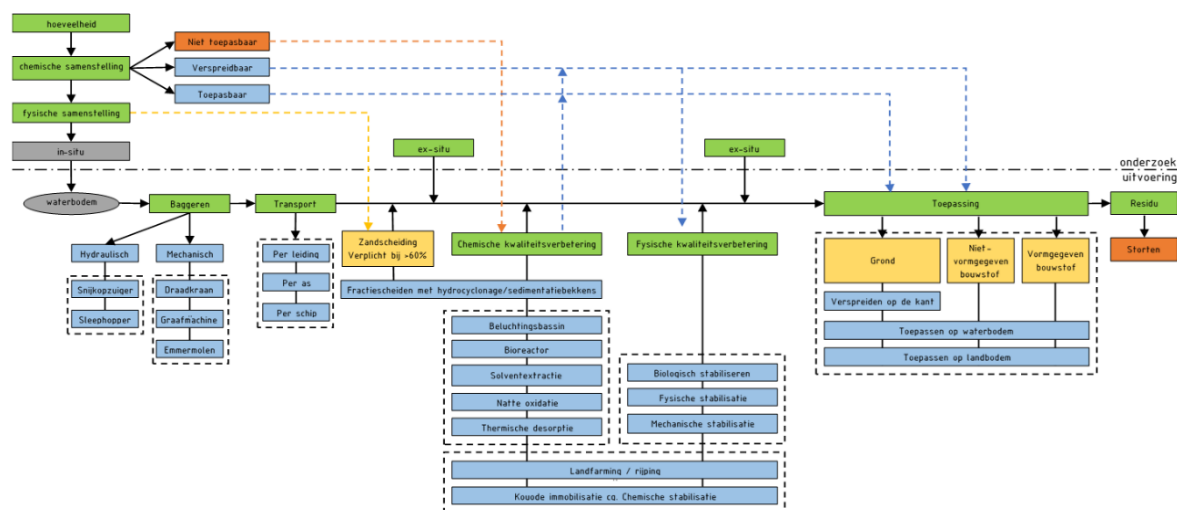 hoeveelheid
chemische samenstelling
fysische samenstelling
in-situ
Niet toepasbaar
Verspreidbaar
Toepasbaar
ex-situ
ex-situ
onderzoek
uitvoering
waterbodem
Baggeren
Transport
Toepassing
Residu
Storten
Hydraulisch
Snijkopzuiger
Sleephopper
Mechanisch
Draadkraan
Graafmachine
Emmermolen
Per leiding
Per as
Per schip
Zandscheiding
Verplicht bij >60%
Chemische kwaliteitsverbetering
Fysische kwaliteitsverbetering
Fractiescheiden met hydrocyclonage/sedimentatiebekkens
Beluchtingsbassin
Bioreactor
Solventextractie
Natte oxidatie
Thermische desorptie
Biologisch stabiliseren
Fysische stabilisatie
Mechanische stabilisatie
Landfarming / rijping
Koude immobilisatie cq. Chemische stabilisatie
Grond
Niet-
vormgegeven
bouwstof
Vormgegeven
bouwstof
Verspreiden op de kant
Toepassen op waterbodem
Toepassen op landbodem